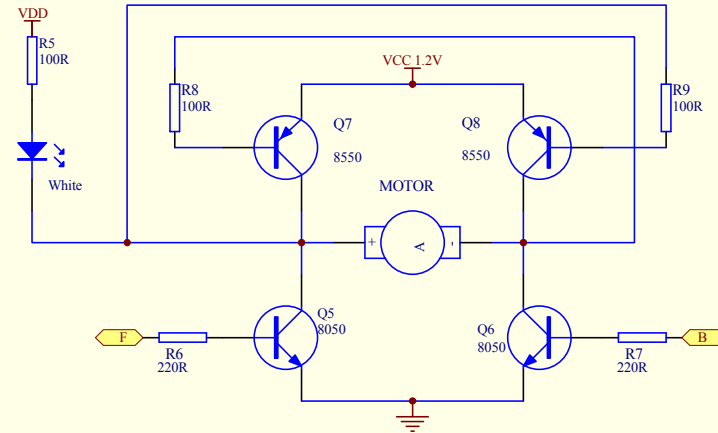 VDD
R5
100R
White
R8
100R
VCC 1.2V
R9
100R
Q7
8550
Q8
8550
MOTOR
+
A
-
F
R6
220R
Q5
8050
Q6
8050
R7
220R
B